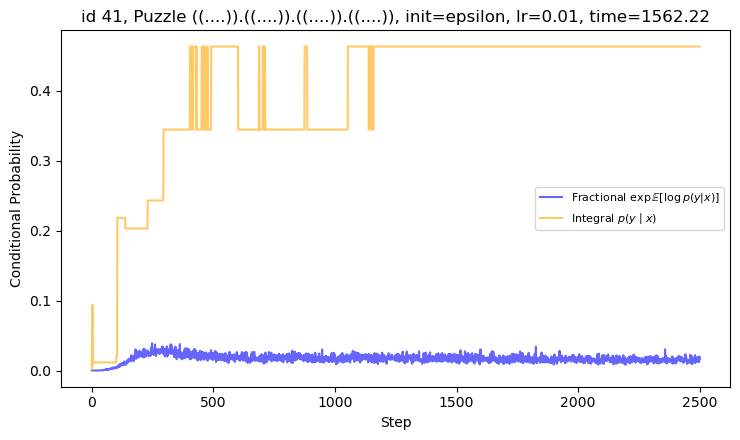 id 41, Puzzle ((....)).((....)).((....)).((....)), init=epsilon, lr=0.01, time=1562.22
Conditional Probability
0.4
0.3
0.2
0.1
0.0
Fractional exp𝔼[log p(y|x)]
Integral p(y | x)
0 500 1000 1500 2000 2500
Step